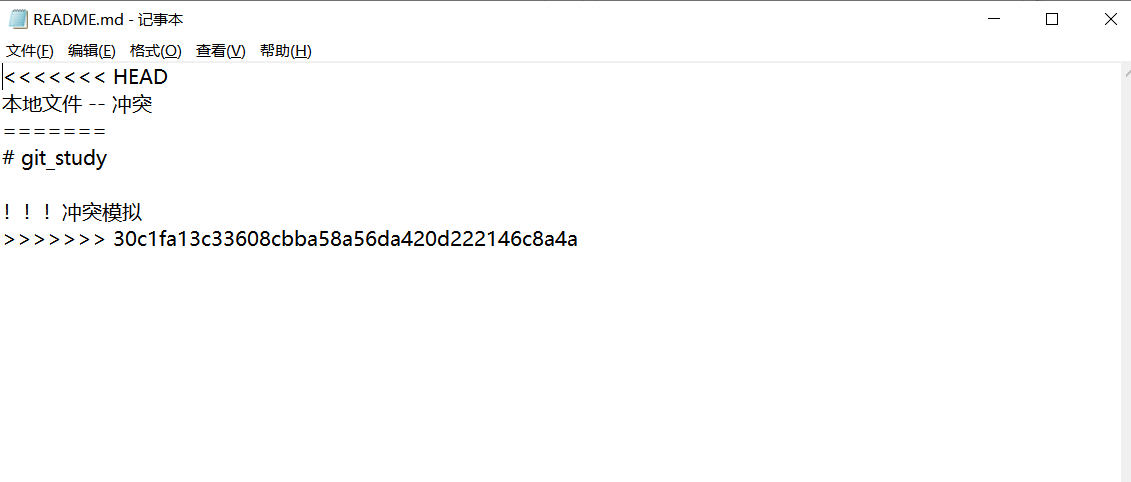 README.md - 记事本
文件(F) 编辑(E) 格式(O) 查看(V) 帮助(H)
<<<<<<< HEAD
本地文件 -- 冲突
=======
# git_study
！！！冲突模拟
>>>>>>> 30c1fa13c33608cbba58a56da420d222146c8a4a